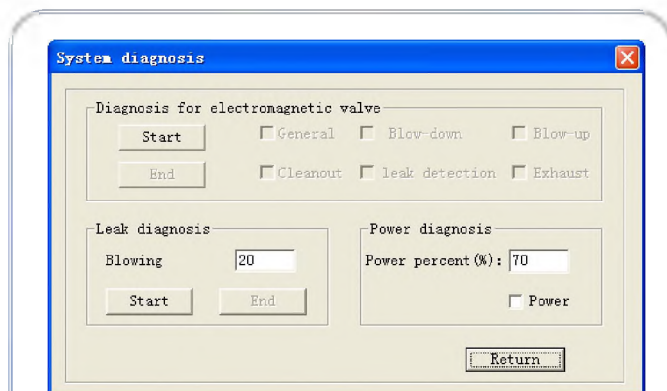 System diagnosis
Diagnosis for electromagnetic valve
Start General Blow-down Blow-up
End Cleanout leak detection Exhaust
Leak diagnosis Power diagnosis
Blowing 20 Power percent(%): 70
Start End Power
Return